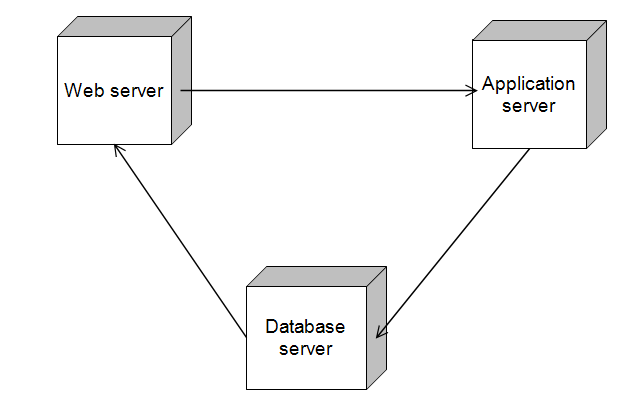 Web server
Application
server
Database
server